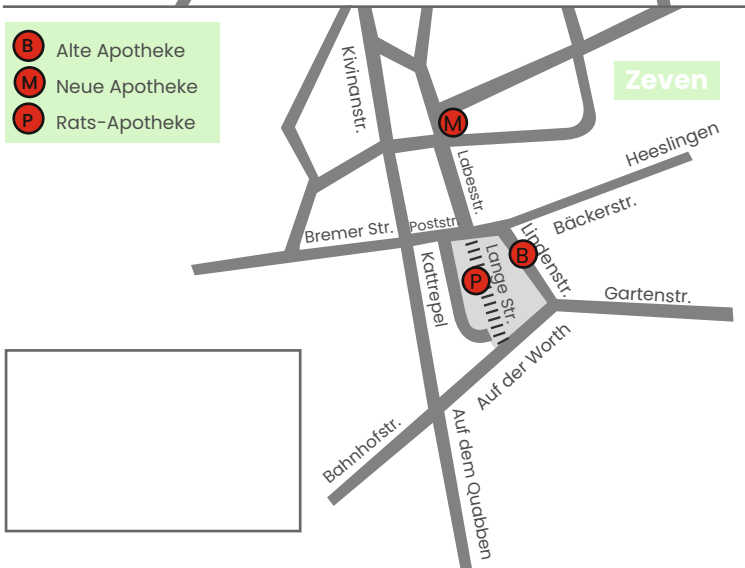 B Alte Apotheke
M Neue Apotheke
P Rats-Apotheke
Zeven
Kivinanstr.
M
Labesstr.
Heeslingen
Bäckerstr.
Bremer Str.
Poststr.
Lindenstr.
B
Lange Str.
P
Kattrepel
Gartenstr.
Auf der Worth
Bahnhofstr.
Auf dem Quabben